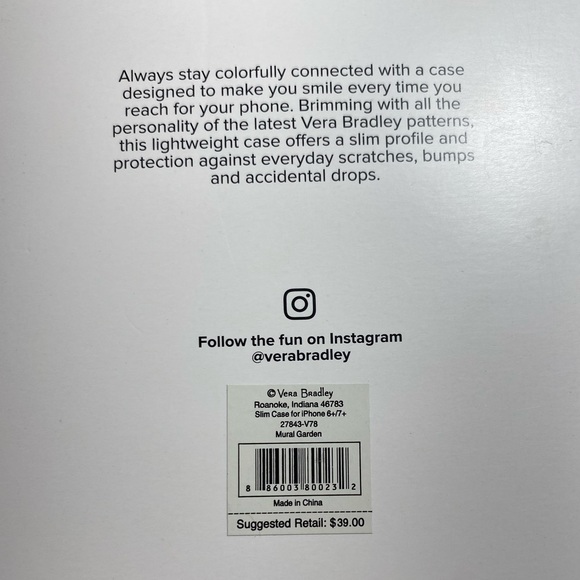 Always stay colorfully connected with a case
designed to make you smile every time you
reach for your phone. Brimming with all the
personality of the latest Vera Bradley patterns,
this lightweight case offers a slim profile and
protection against everyday scratches, bumps
and accidental drops.
Follow the fun on Instagram
@verabradley
© Vera Bradley
Roanoke, Indiana 46783
Slim Case for iPhone 6+/7+
27843-V78
Mural Garden
8 86003 80023 2
Made in China
Suggested Retail: $39.00